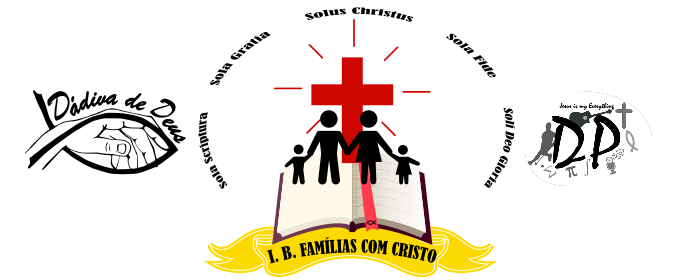 Dádiva de Deus
Sola Scriptura
Sola Gratia
Solus Christus
Sola Fide
Soli Deo Gloria
I. B. FAMÍLIAS COM CRISTO
Jesus is my Everything
DP
π